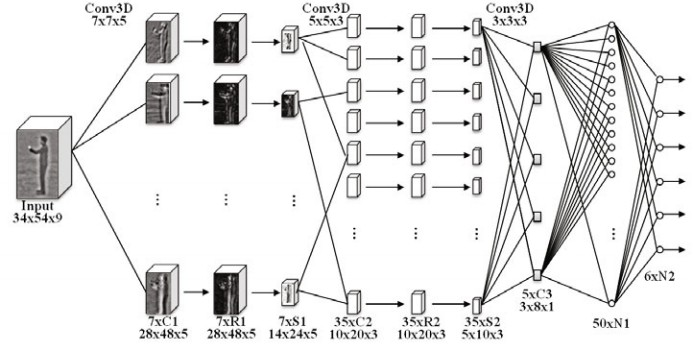 Conv3D
7x7x5
Conv3D
5x5x3
Conv3D
3x3x3
Input
34x54x9
7xC1
28x48x5
7xR1
28x48x5
7xS1
14x24x5
35xC2
10x20x3
35xR2
10x20x3
35xS2
5x10x3
5xC3
3x8x1
50xN1
6xN2